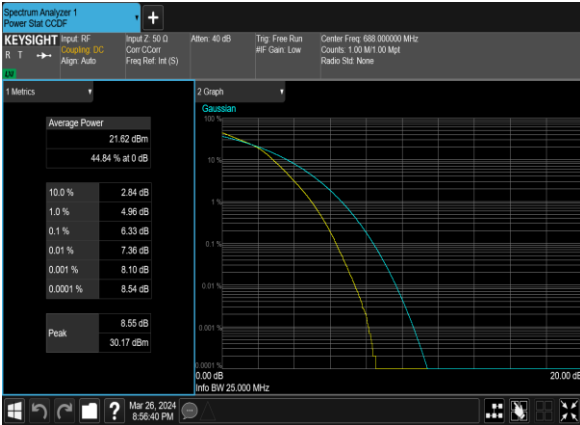 Spectrum Analyzer 1
Power Stat CCDF
+
KEYSIGHT
R T
LV
Input: RF
Coupling: DC
Align: Auto
Input Z: 50 Ω
Corr CCorr
Freq Ref: Int (S)
Atten: 40 dB
Trig: Free Run
#IF Gain: Low
Center Freq: 688.000000 MHz
Counts: 1.00 M/1.00 Mpt
Radio Std: None
1 Metrics
Average Power
21.62 dBm
44.84 % at 0 dB
10.0 % 2.84 dB
1.0 % 4.96 dB
0.1 % 6.33 dB
0.01 % 7.36 dB
0.001 % 8.10 dB
0.0001 % 8.54 dB
Peak
8.55 dB
30.17 dBm
2 Graph
Gaussian
100 %
10 %
1 %
0.1 %
0.01 %
0.001 %
0.0001 %
0.00 dB
20.00 dB
Info BW 25.000 MHz
?
Mar 26, 2024
8:56:40 PM